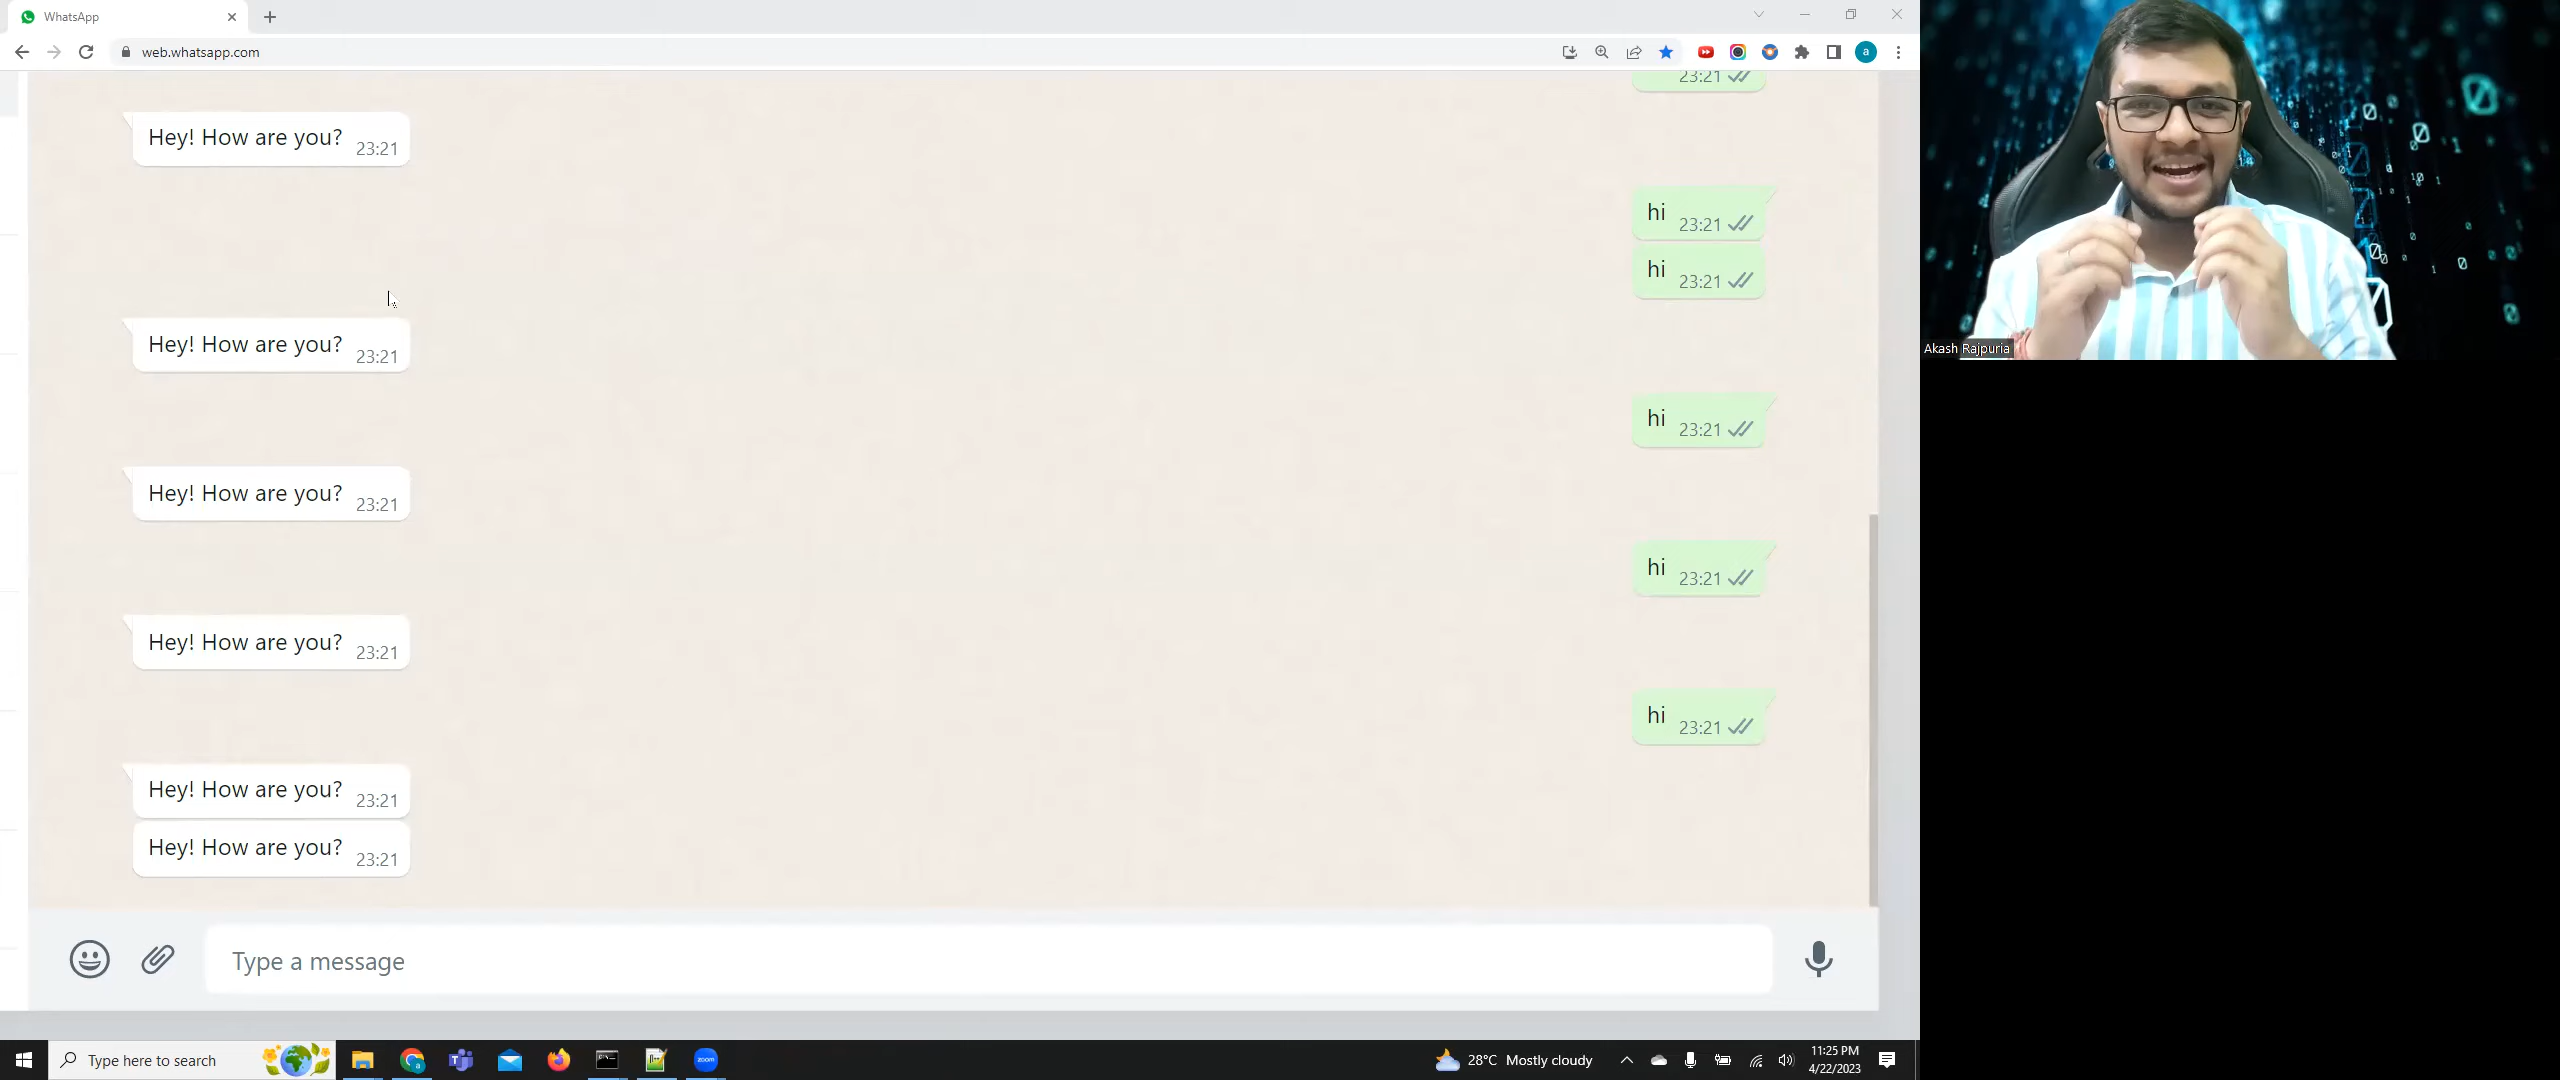 WhatsApp
web.whatsapp.com
a
23:21
Hey! How are you? 23:21
hi 23:21
hi 23:21
Hey! How are you? 23:21
hi 23:21
Hey! How are you? 23:21
hi 23:21
Hey! How are you? 23:21
hi 23:21
Hey! How are you? 23:21
Hey! How are you? 23:21
Type a message
Akash Rajpuria
Type here to search
zoom
28°C Mostly cloudy
11:25 PM
4/22/2023